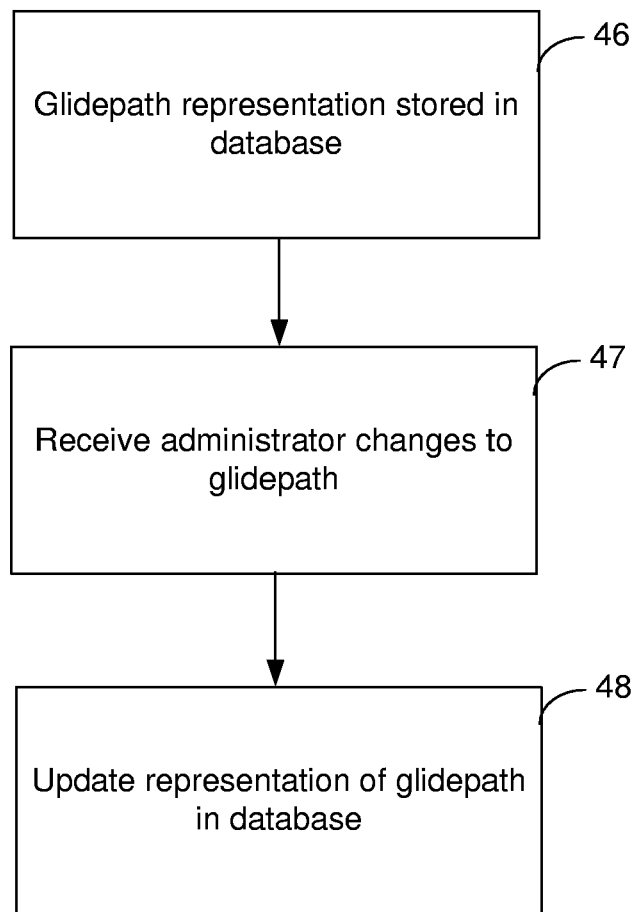 46
Glidepath representation stored in
database
47
Receive administrator changes to
glidepath
48
Update representation of glidepath
in database